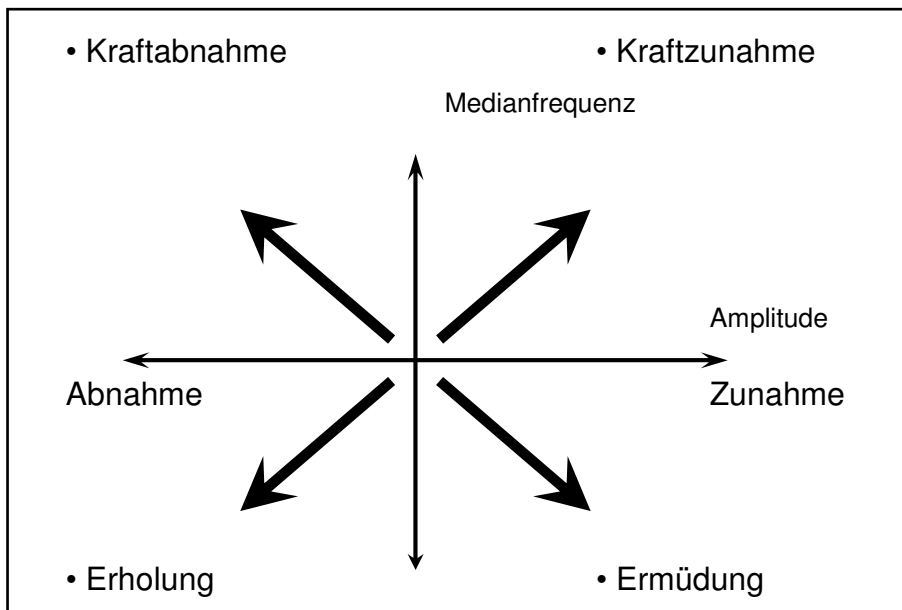 • Kraftabnahme
• Kraftzunahme
Medianfrequenz
Amplitude
Abnahme
Zunahme
• Erholung
• Ermüdung